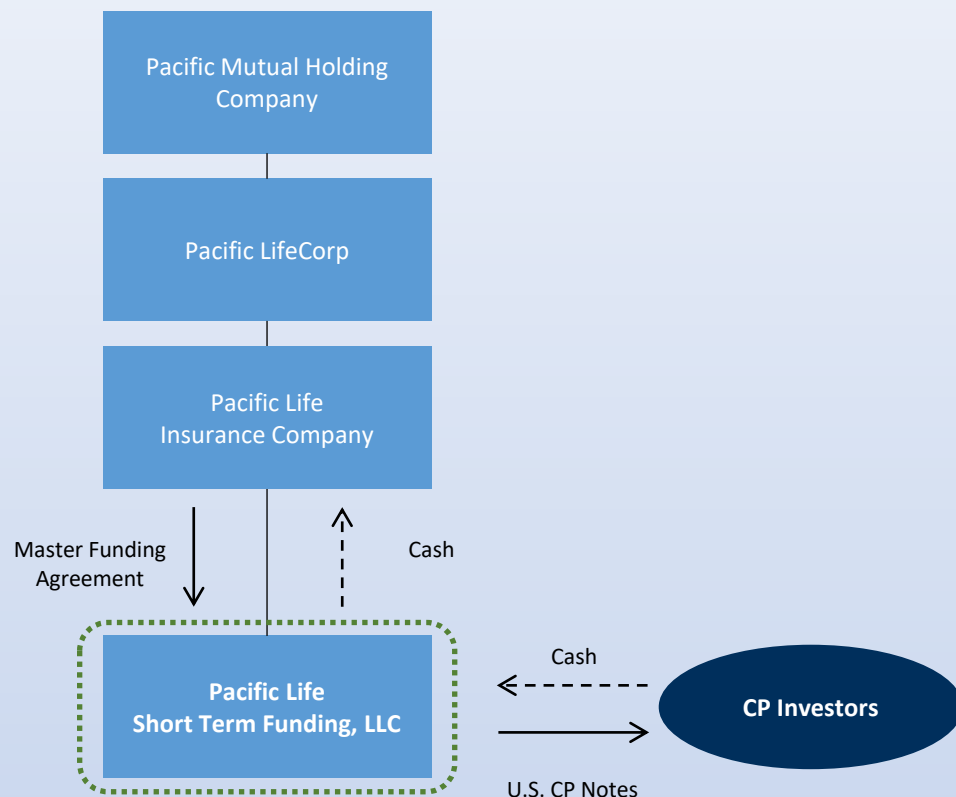 Pacific Mutual Holding
Company
Pacific LifeCorp
Pacific Life
Insurance Company
Master Funding
Agreement
Cash
Pacific Life
Short Term Funding, LLC
Cash
CP Investors
U.S. CP Notes